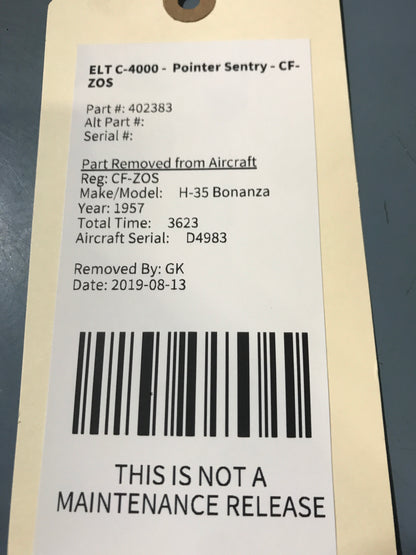 ELT C-4000 - Pointer Sentry - CF-
ZOS
Part #: 402383
Alt Part #:
Serial #:
Part Removed from Aircraft
Reg: CF-ZOS
Make/Model: H-35 Bonanza
Year: 1957
Total Time: 3623
Aircraft Serial: D4983
Removed By: GK
Date: 2019-08-13
THIS IS NOT A
MAINTENANCE RELEASE